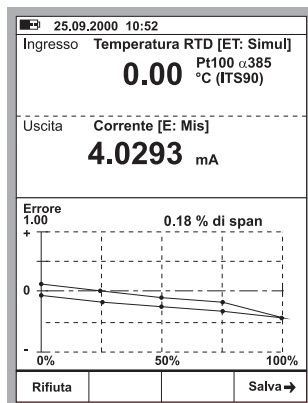 25.09.2000 10:52
Ingresso Temperatura RTD [ET: Simul]
0.00 Pt100 α385
°C (ITS90)
Uscita Corrente [E: Mis]
4.0293 mA
Errore
1.00 0.18 % di span
+
0
-
0% 50% 100%
Rifiuta Salva→